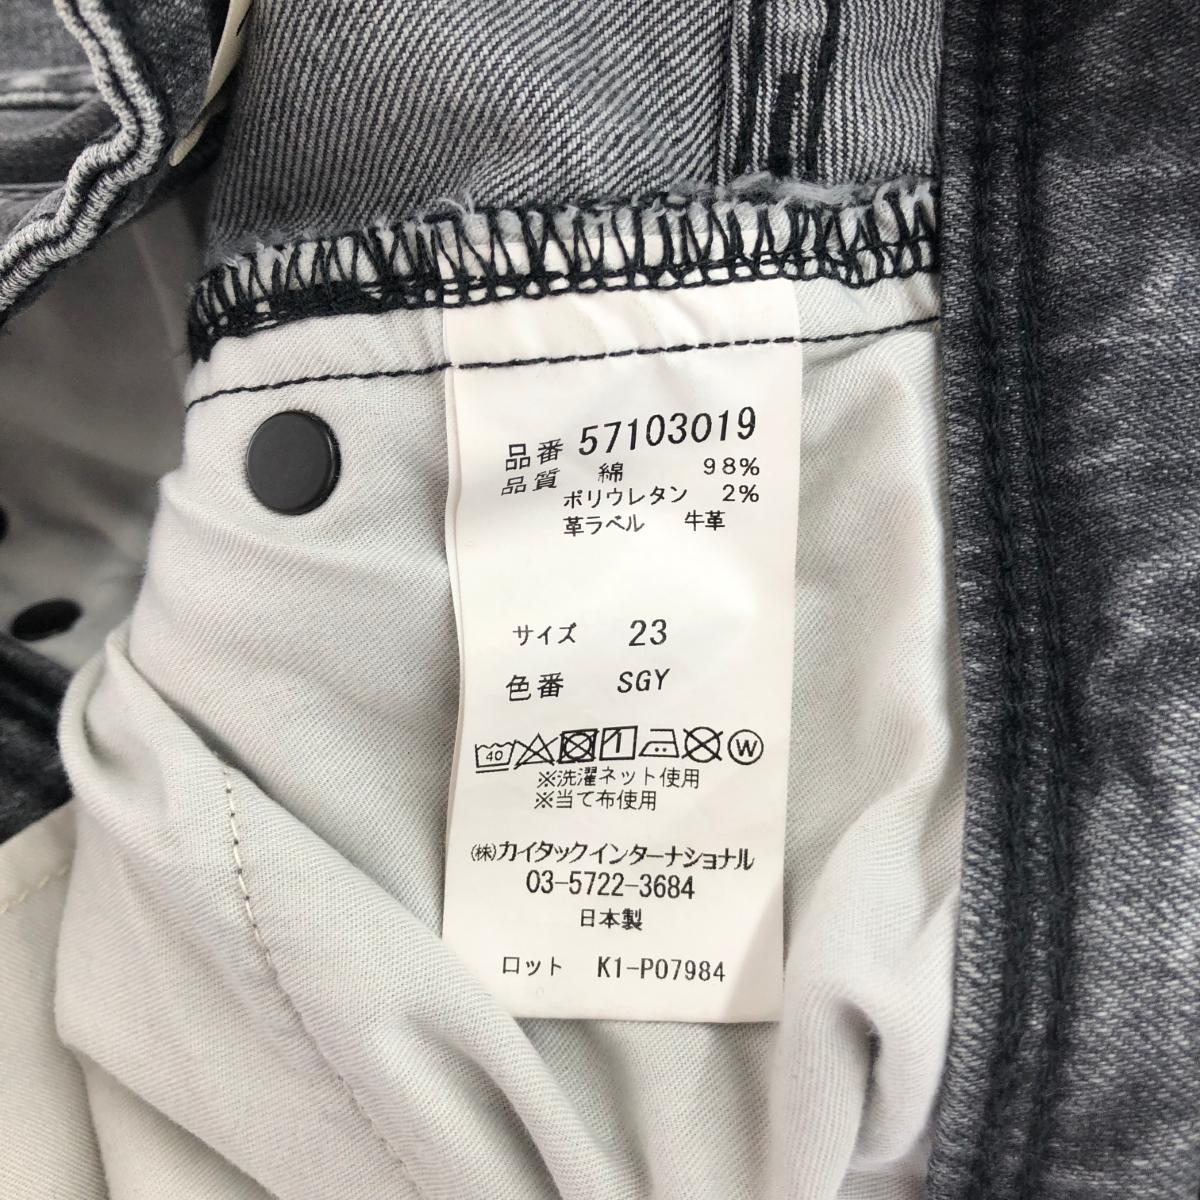 品番 57103019
品質 綿 98%
ポリウレタン 2%
革ラベル 牛革
サイズ 23
色番 SGY
40 W
※洗濯ネット使用
※当て布使用
(株)カイタックインターナショナル
03-5722-3684
日本製
ロット K1-P07984